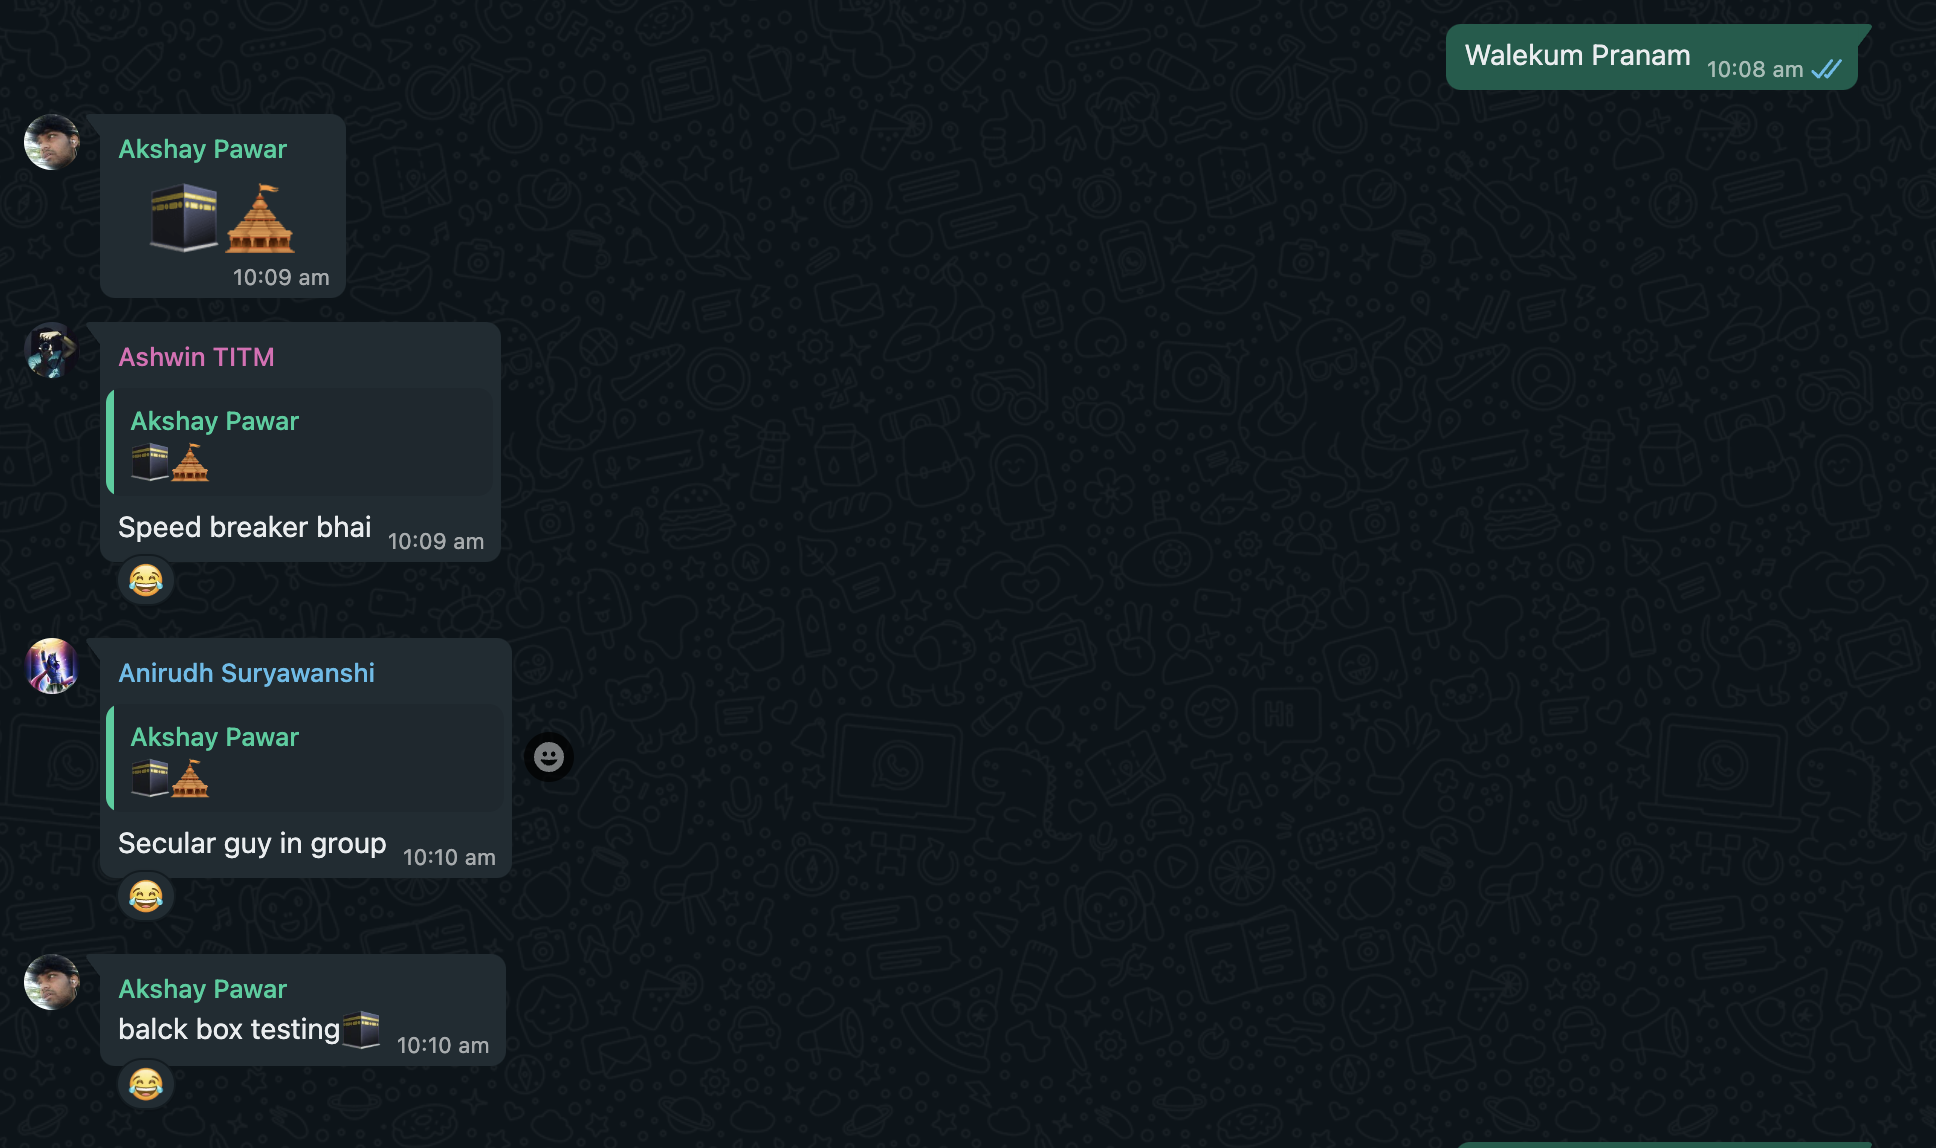 Walekum Pranam 10:08 am
Akshay Pawar
🕋🛕
10:09 am
Ashwin TITM
Akshay Pawar
🕋🛕
Speed breaker bhai 10:09 am
😂
Anirudh Suryawanshi
Akshay Pawar
🕋🛕
Secular guy in group 10:10 am
😂
Akshay Pawar
balck box testing🕋 10:10 am
😂